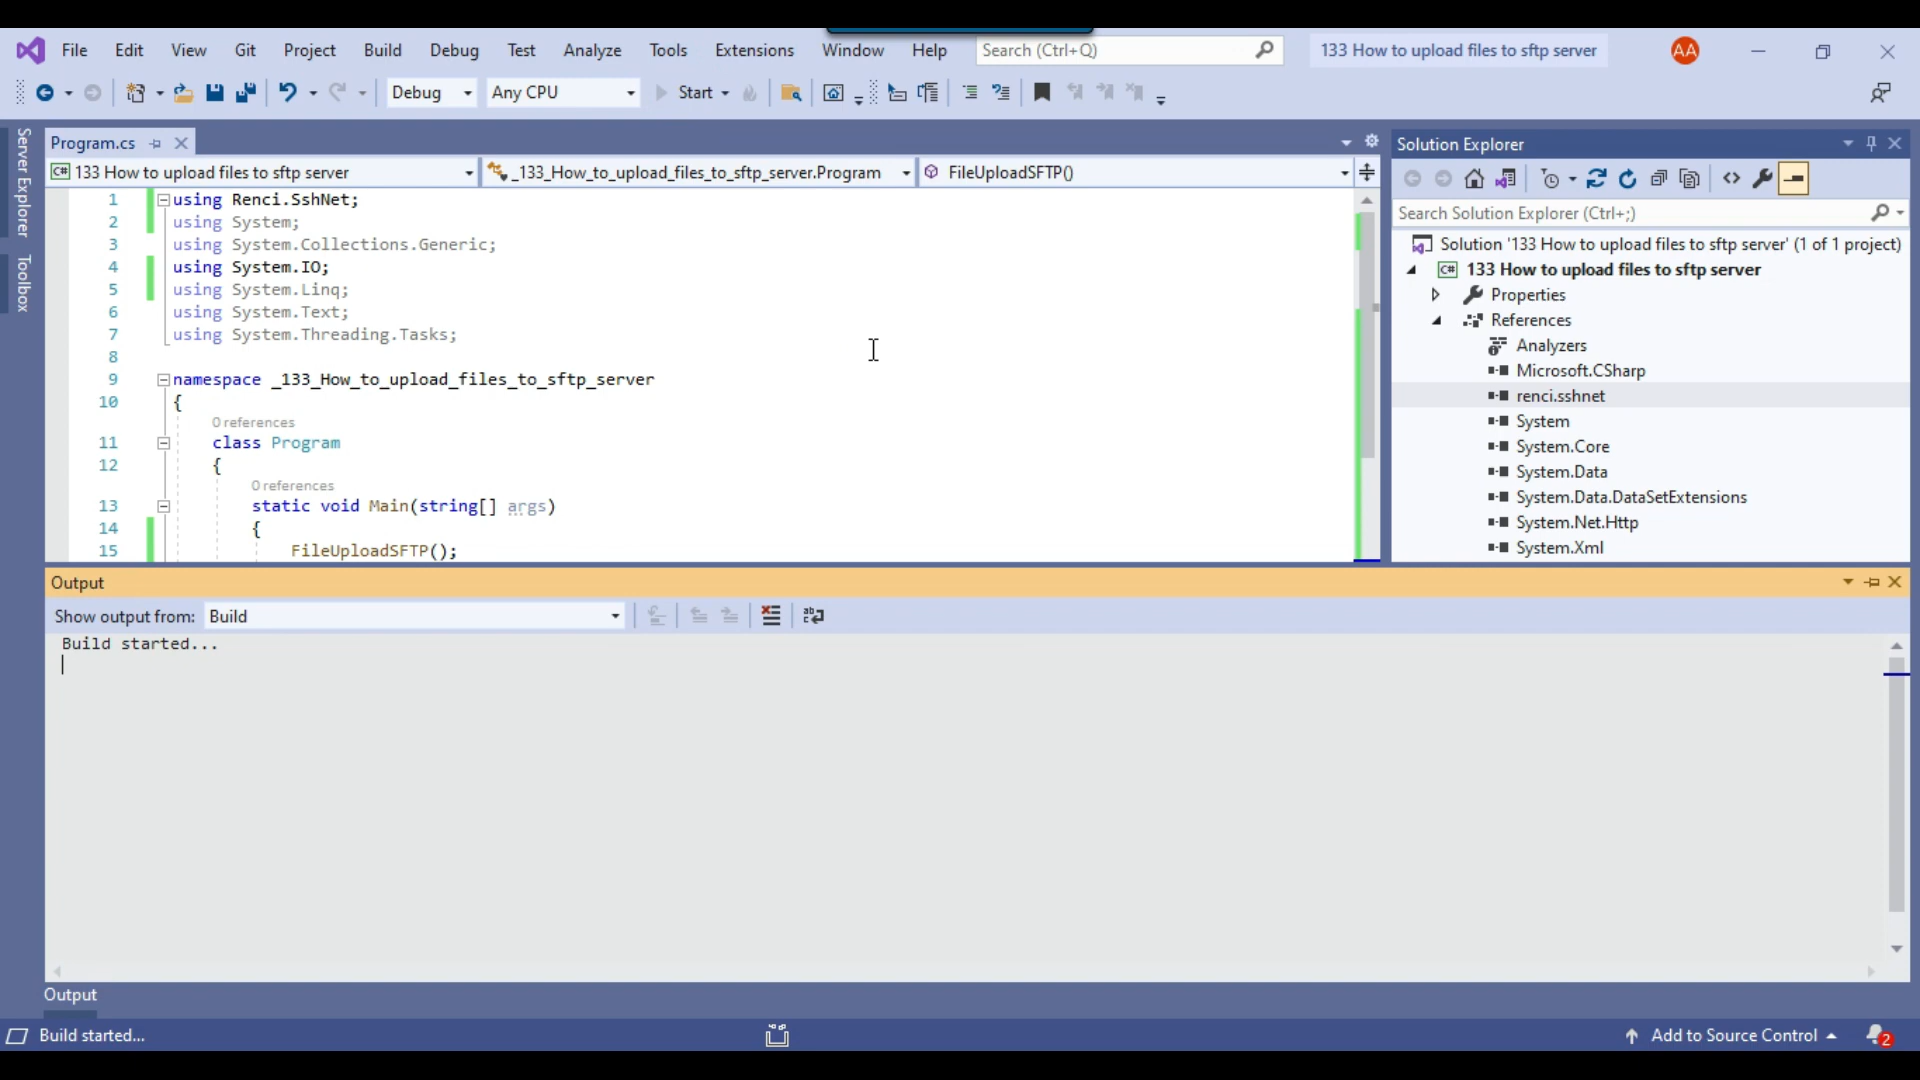 File Edit View Git Project Build Debug Test Analyze Tools Extensions Window Help Search (Ctrl+Q) 133 How to upload files to sftp server AA
Debug Any CPU Start
Server Explorer
Toolbox
Program.cs
C# 133 How to upload files to sftp server _133_How_to_upload_files_to_sftp_server.Program FileUploadSFTP()
1 using Renci.SshNet;
2 using System;
3 using System.Collections.Generic;
4 using System.IO;
5 using System.Linq;
6 using System.Text;
7 using System.Threading.Tasks;
8
9 namespace _133_How_to_upload_files_to_sftp_server
10 {
0 references
11 class Program
12 {
0 references
13 static void Main(string[] args)
14 {
15 FileUploadSFTP();
Solution Explorer
Search Solution Explorer (Ctrl+;)
Solution '133 How to upload files to sftp server' (1 of 1 project)
C# 133 How to upload files to sftp server
Properties
References
Analyzers
Microsoft.CSharp
renci.sshnet
System
System.Core
System.Data
System.Data.DataSetExtensions
System.Net.Http
System.Xml
Output
Show output from: Build
Build started...
Output
Build started... Add to Source Control 2